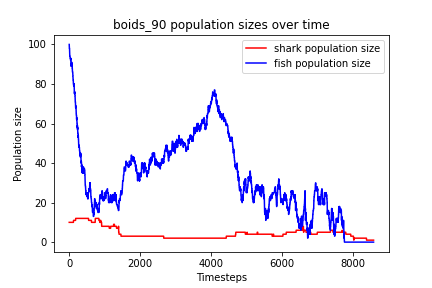 boids_90 population sizes over time
shark population size
fish population size
Population size
100
80
60
40
20
0
0 2000 4000 6000 8000
Timesteps